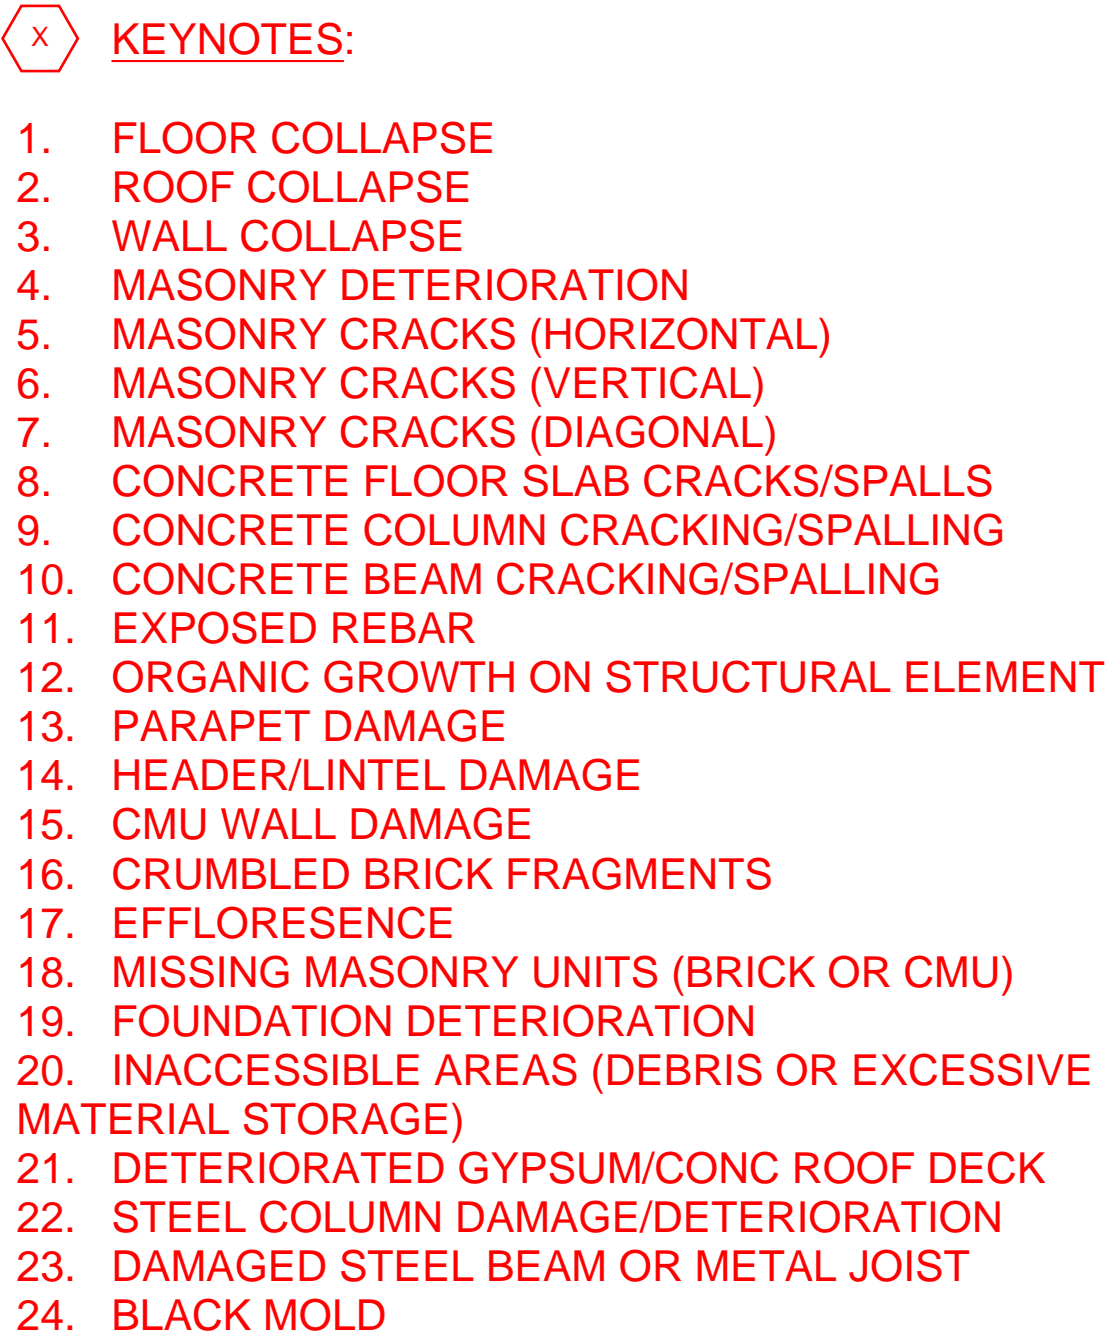 X KEYNOTES:
1. FLOOR COLLAPSE
2. ROOF COLLAPSE
3. WALL COLLAPSE
4. MASONRY DETERIORATION
5. MASONRY CRACKS (HORIZONTAL)
6. MASONRY CRACKS (VERTICAL)
7. MASONRY CRACKS (DIAGONAL)
8. CONCRETE FLOOR SLAB CRACKS/SPALLS
9. CONCRETE COLUMN CRACKING/SPALLING
10. CONCRETE BEAM CRACKING/SPALLING
11. EXPOSED REBAR
12. ORGANIC GROWTH ON STRUCTURAL ELEMENT
13. PARAPET DAMAGE
14. HEADER/LINTEL DAMAGE
15. CMU WALL DAMAGE
16. CRUMBLED BRICK FRAGMENTS
17. EFFLORESENCE
18. MISSING MASONRY UNITS (BRICK OR CMU)
19. FOUNDATION DETERIORATION
20. INACCESSIBLE AREAS (DEBRIS OR EXCESSIVE
MATERIAL STORAGE)
21. DETERIORATED GYPSUM/CONC ROOF DECK
22. STEEL COLUMN DAMAGE/DETERIORATION
23. DAMAGED STEEL BEAM OR METAL JOIST
24. BLACK MOLD